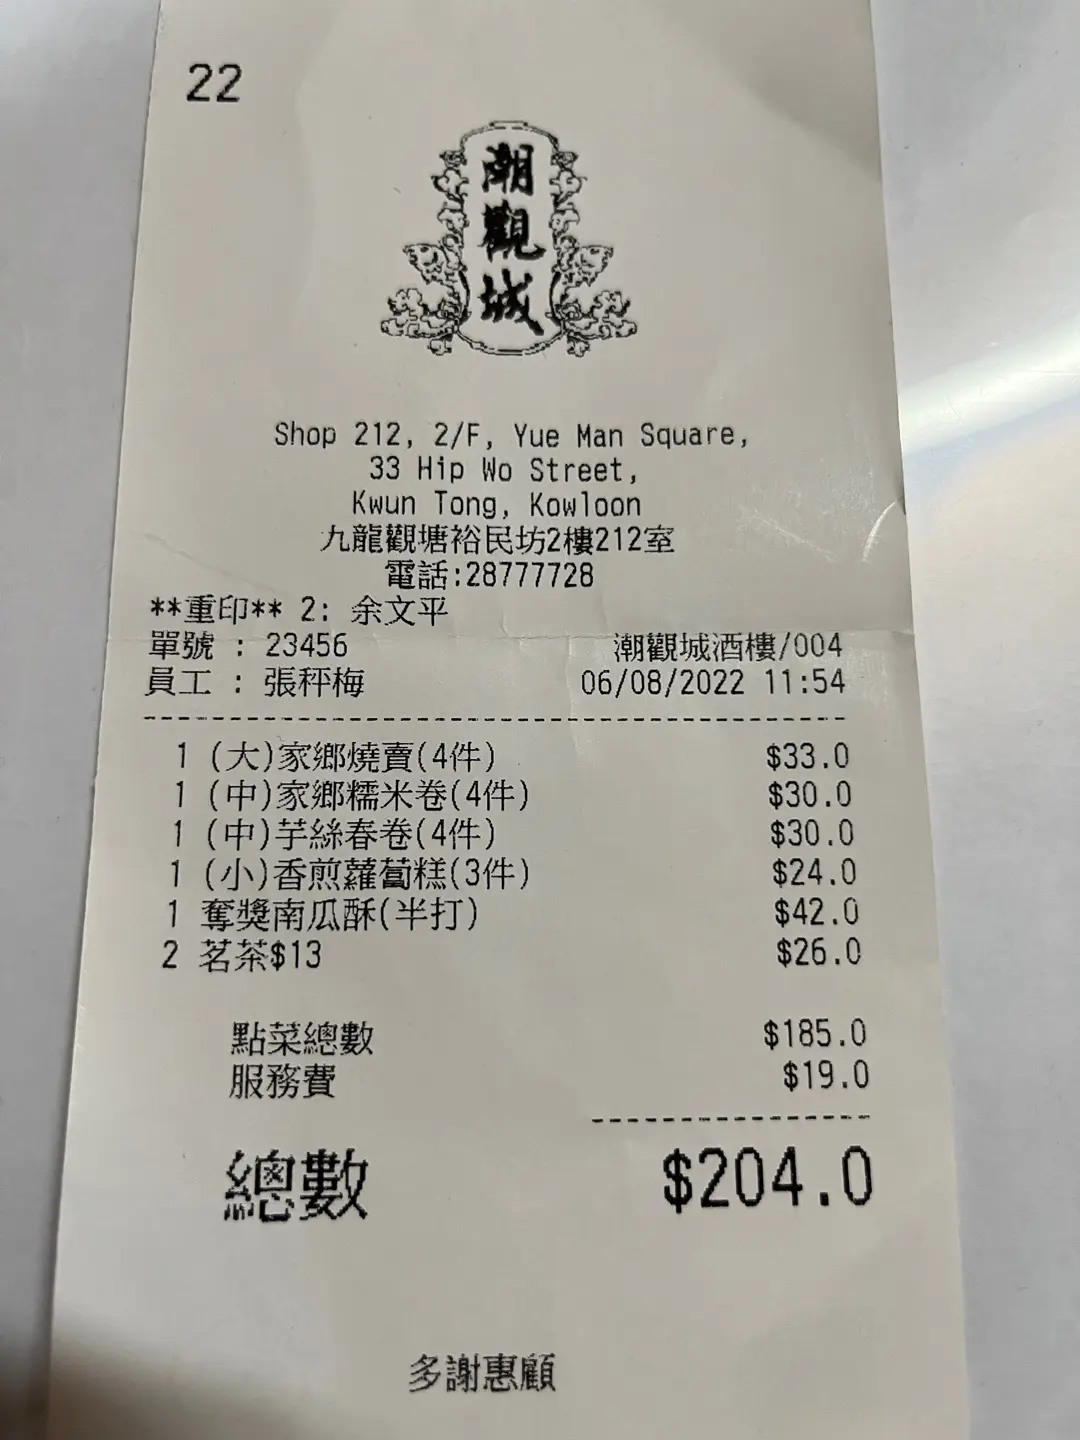 22
潮觀城
Shop 212, 2/F, Yue Man Square,
33 Hip Wo Street,
Kwun Tong, Kowloon
九龍觀塘裕民坊2樓212室
電話:28777728
**重印** 2: 余文平
單號 : 23456 潮觀城酒樓/004
員工 : 張秤梅 06/08/2022 11:54
1 (大)家鄉燒賣(4件) $33.0
1 (中)家鄉糯米卷(4件) $30.0
1 (中)芋絲春卷(4件) $30.0
1 (小)香煎蘿蔔糕(3件) $24.0
1 奪獎南瓜酥(半打) $42.0
2 茗茶$13 $26.0
點菜總數 $185.0
服務費 $19.0
總數 $204.0
多謝惠顧